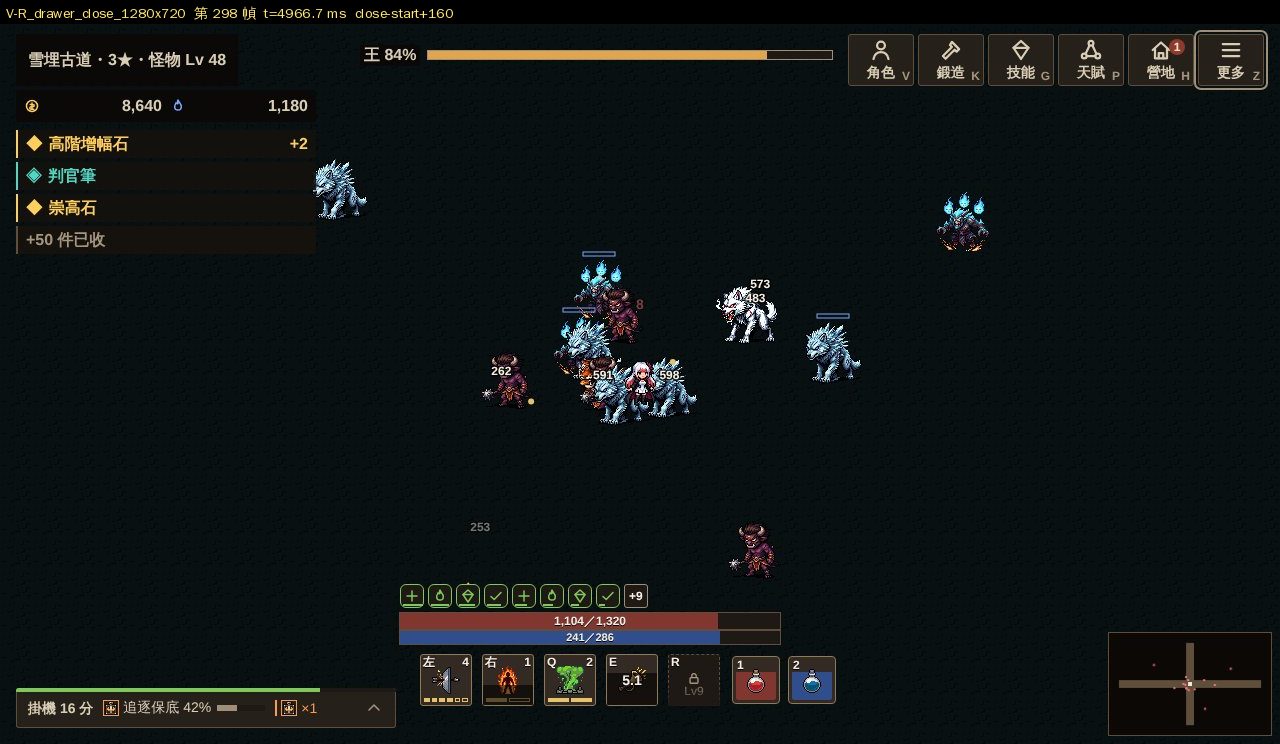 V-R_drawer_close_1280x720 第 298 幀 t=4966.7 ms close-start+160
雪埋古道・3★・怪物 Lv 48
王 84%
角色 V
鍛造 K
技能 G
天賦 P
營地 H 1
更多 Z
8,640 1,180
高階增幅石 +2
判官筆
崇高石
+50 件已收
573
483
8
262
591
598
253
+9
1,104／1,320
241／286
左 4
右 1
Q 2
E 5.1
R Lv9
1
2
掛機 16 分 追逐保底 42% ×1